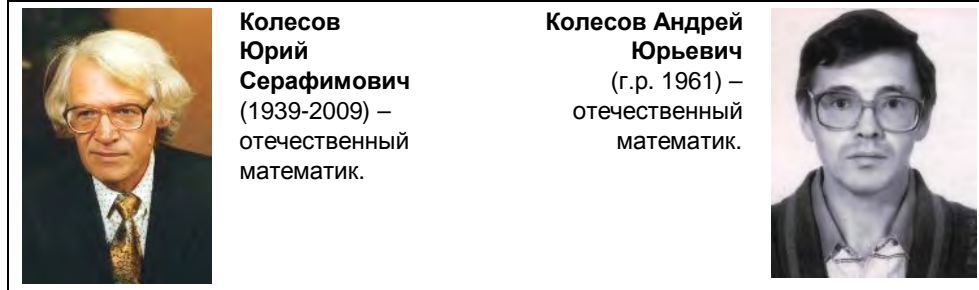 Колесов
Юрий
Серафимович
(1939-2009) –
отечественный
математик.
Колесов Андрей
Юрьевич
(г.р. 1961) –
отечественный
математик.